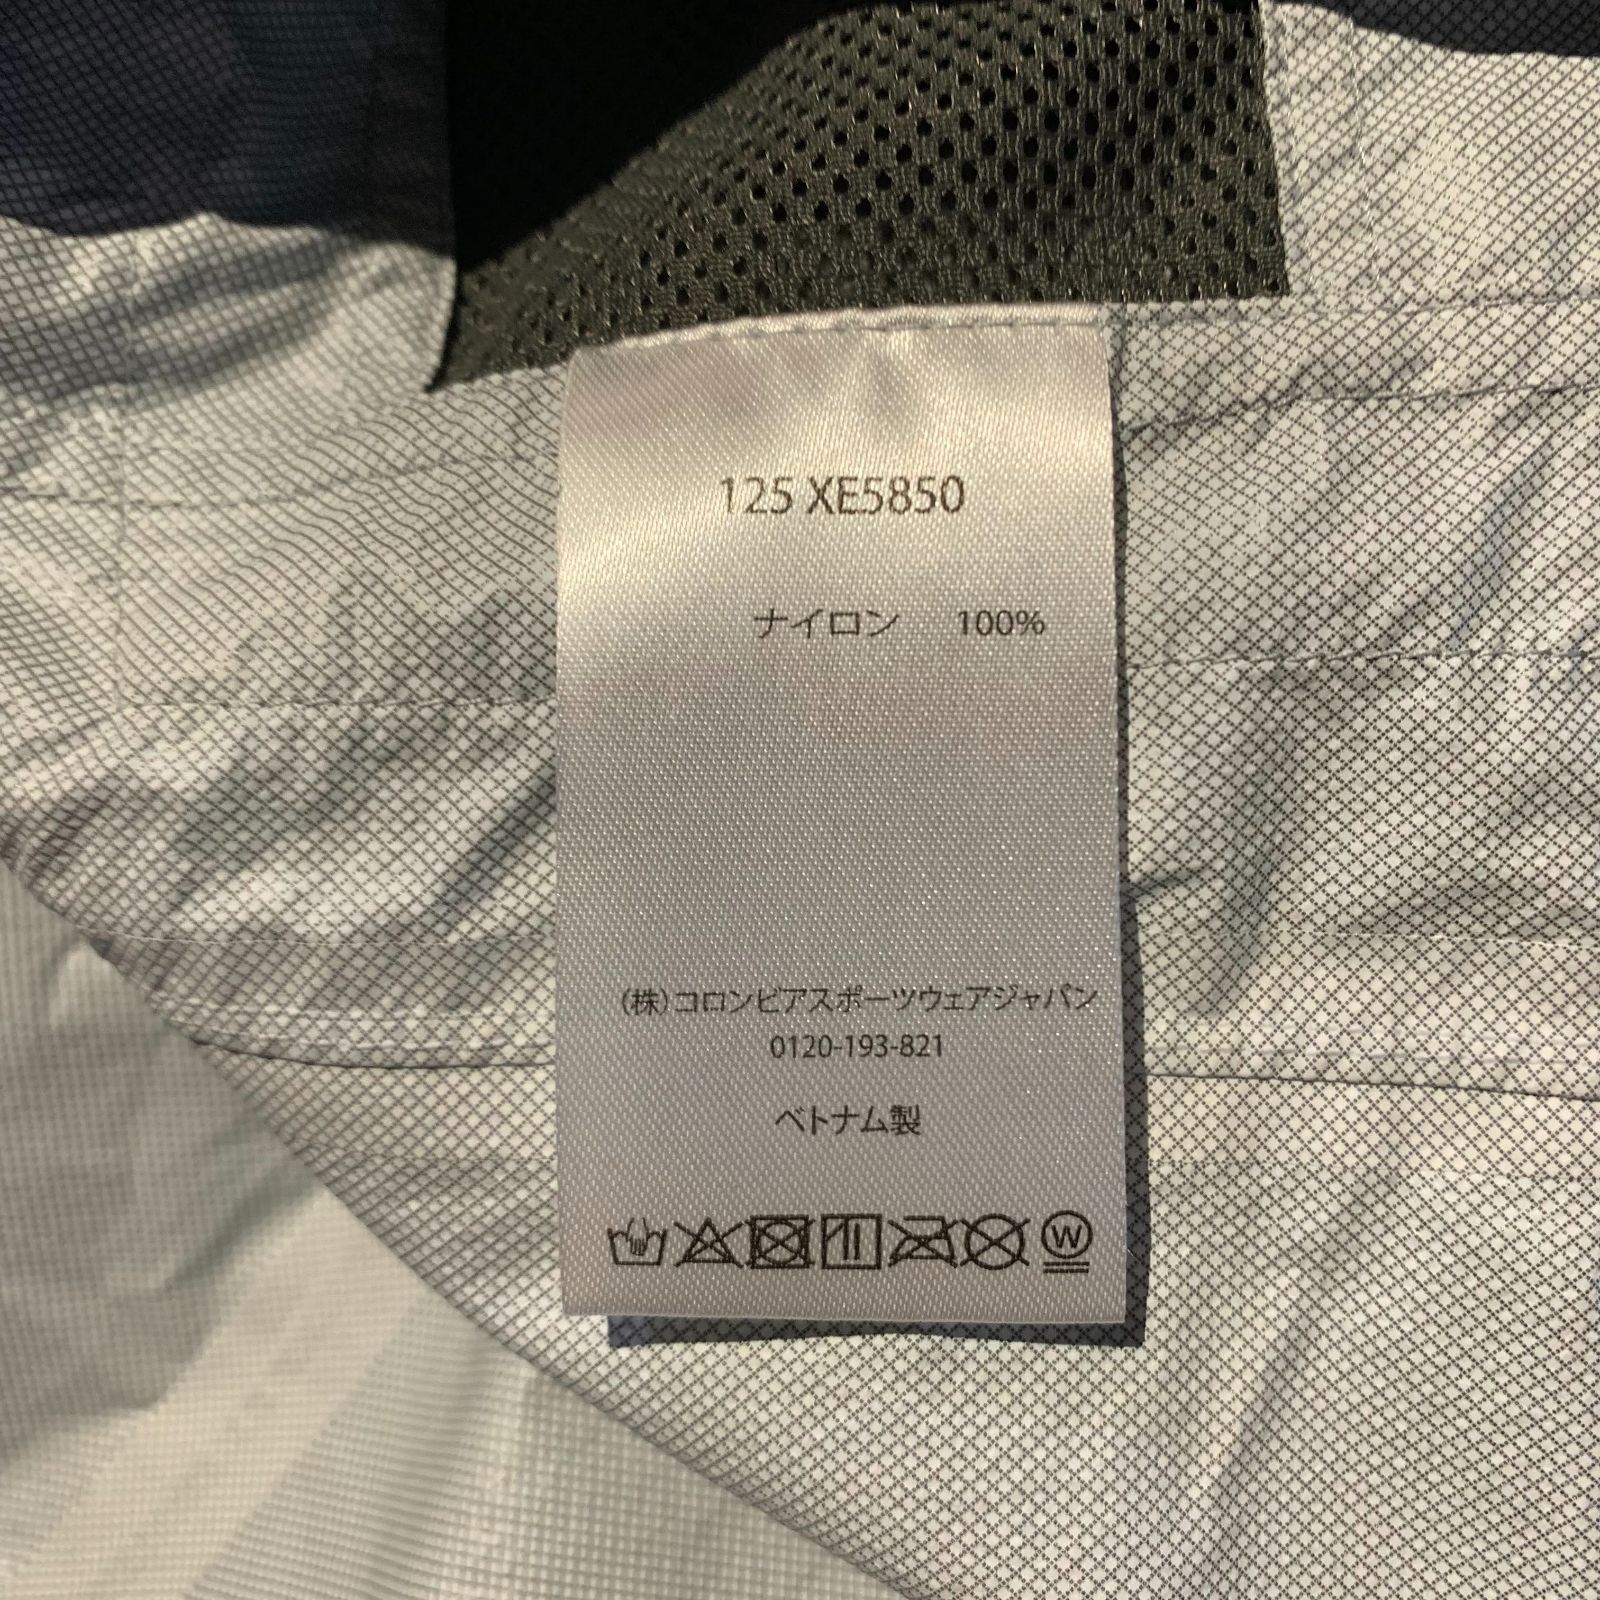 125 XE5850
ナイロン 100%
(株)コロンビアスポーツウェアジャパン
0120-193-821
ベトナム製
W